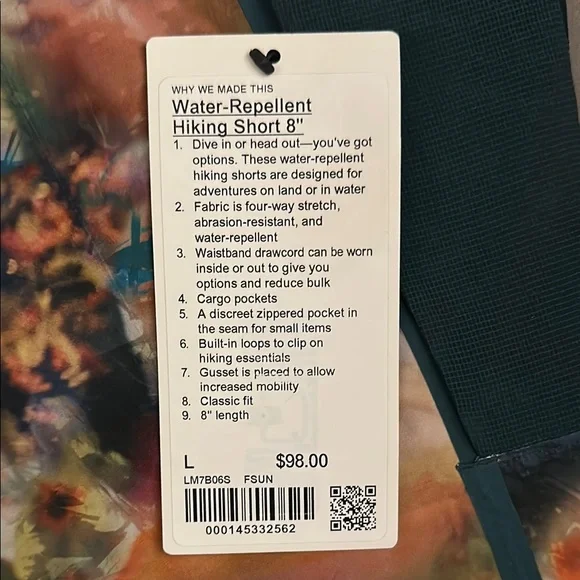 WHY WE MADE THIS
Water-Repellent
Hiking Short 8"
1. Dive in or head out—you've got
options. These water-repellent
hiking shorts are designed for
adventures on land or in water
2. Fabric is four-way stretch,
abrasion-resistant, and
water-repellent
3. Waistband drawcord can be worn
inside or out to give you
options and reduce bulk
4. Cargo pockets
5. A discreet zippered pocket in
the seam for small items
6. Built-in loops to clip on
hiking essentials
7. Gusset is placed to allow
increased mobility
8. Classic fit
9. 8" length
L $98.00
LM7B06S FSUN
000145332562